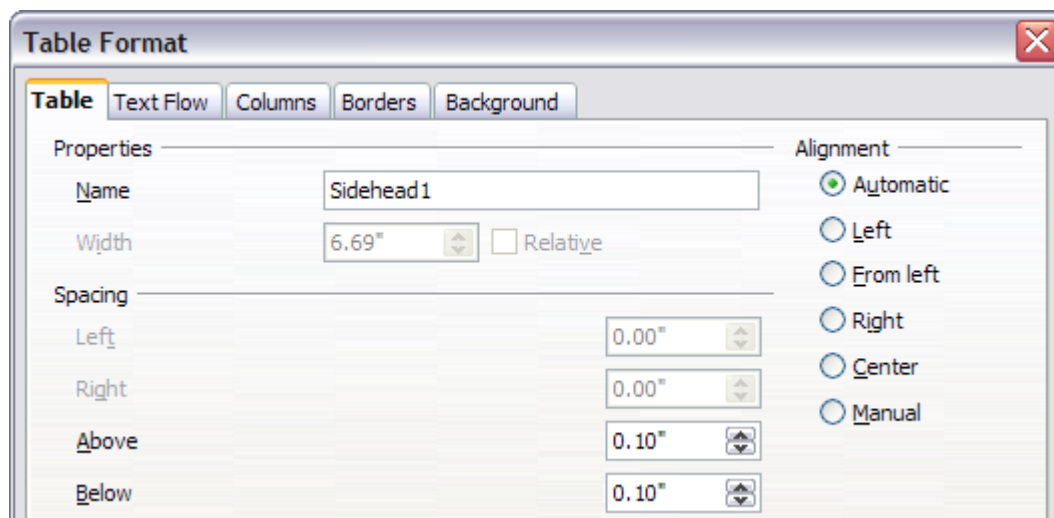 Table Format
Table Text Flow Columns Borders Background
Properties
Name Sidehead1
Width 6.69" Relative
Spacing
Left 0.00"
Right 0.00"
Above 0.10"
Below 0.10"
Alignment
Automatic
Left
From left
Right
Center
Manual